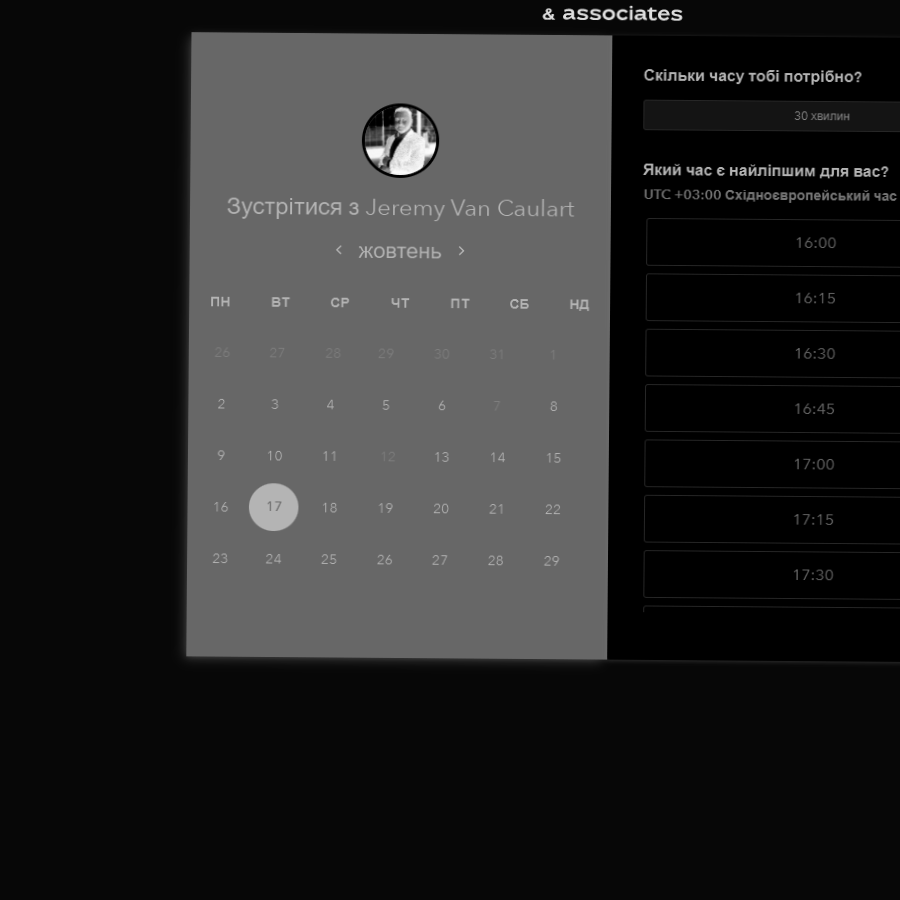 & associates
Зустрітися з Jeremy Van Caulart
жовтень
ПН ВТ СР ЧТ ПТ СБ НД
26 27 28 29 30 31 1
2 3 4 5 6 7 8
9 10 11 12 13 14 15
16 17 18 19 20 21 22
23 24 25 26 27 28 29
Скільки часу тобі потрібно?
30 хвилин
Який час є найліпшим для вас?
UTC +03:00 Східноєвропейський час
16:00
16:15
16:30
16:45
17:00
17:15
17:30